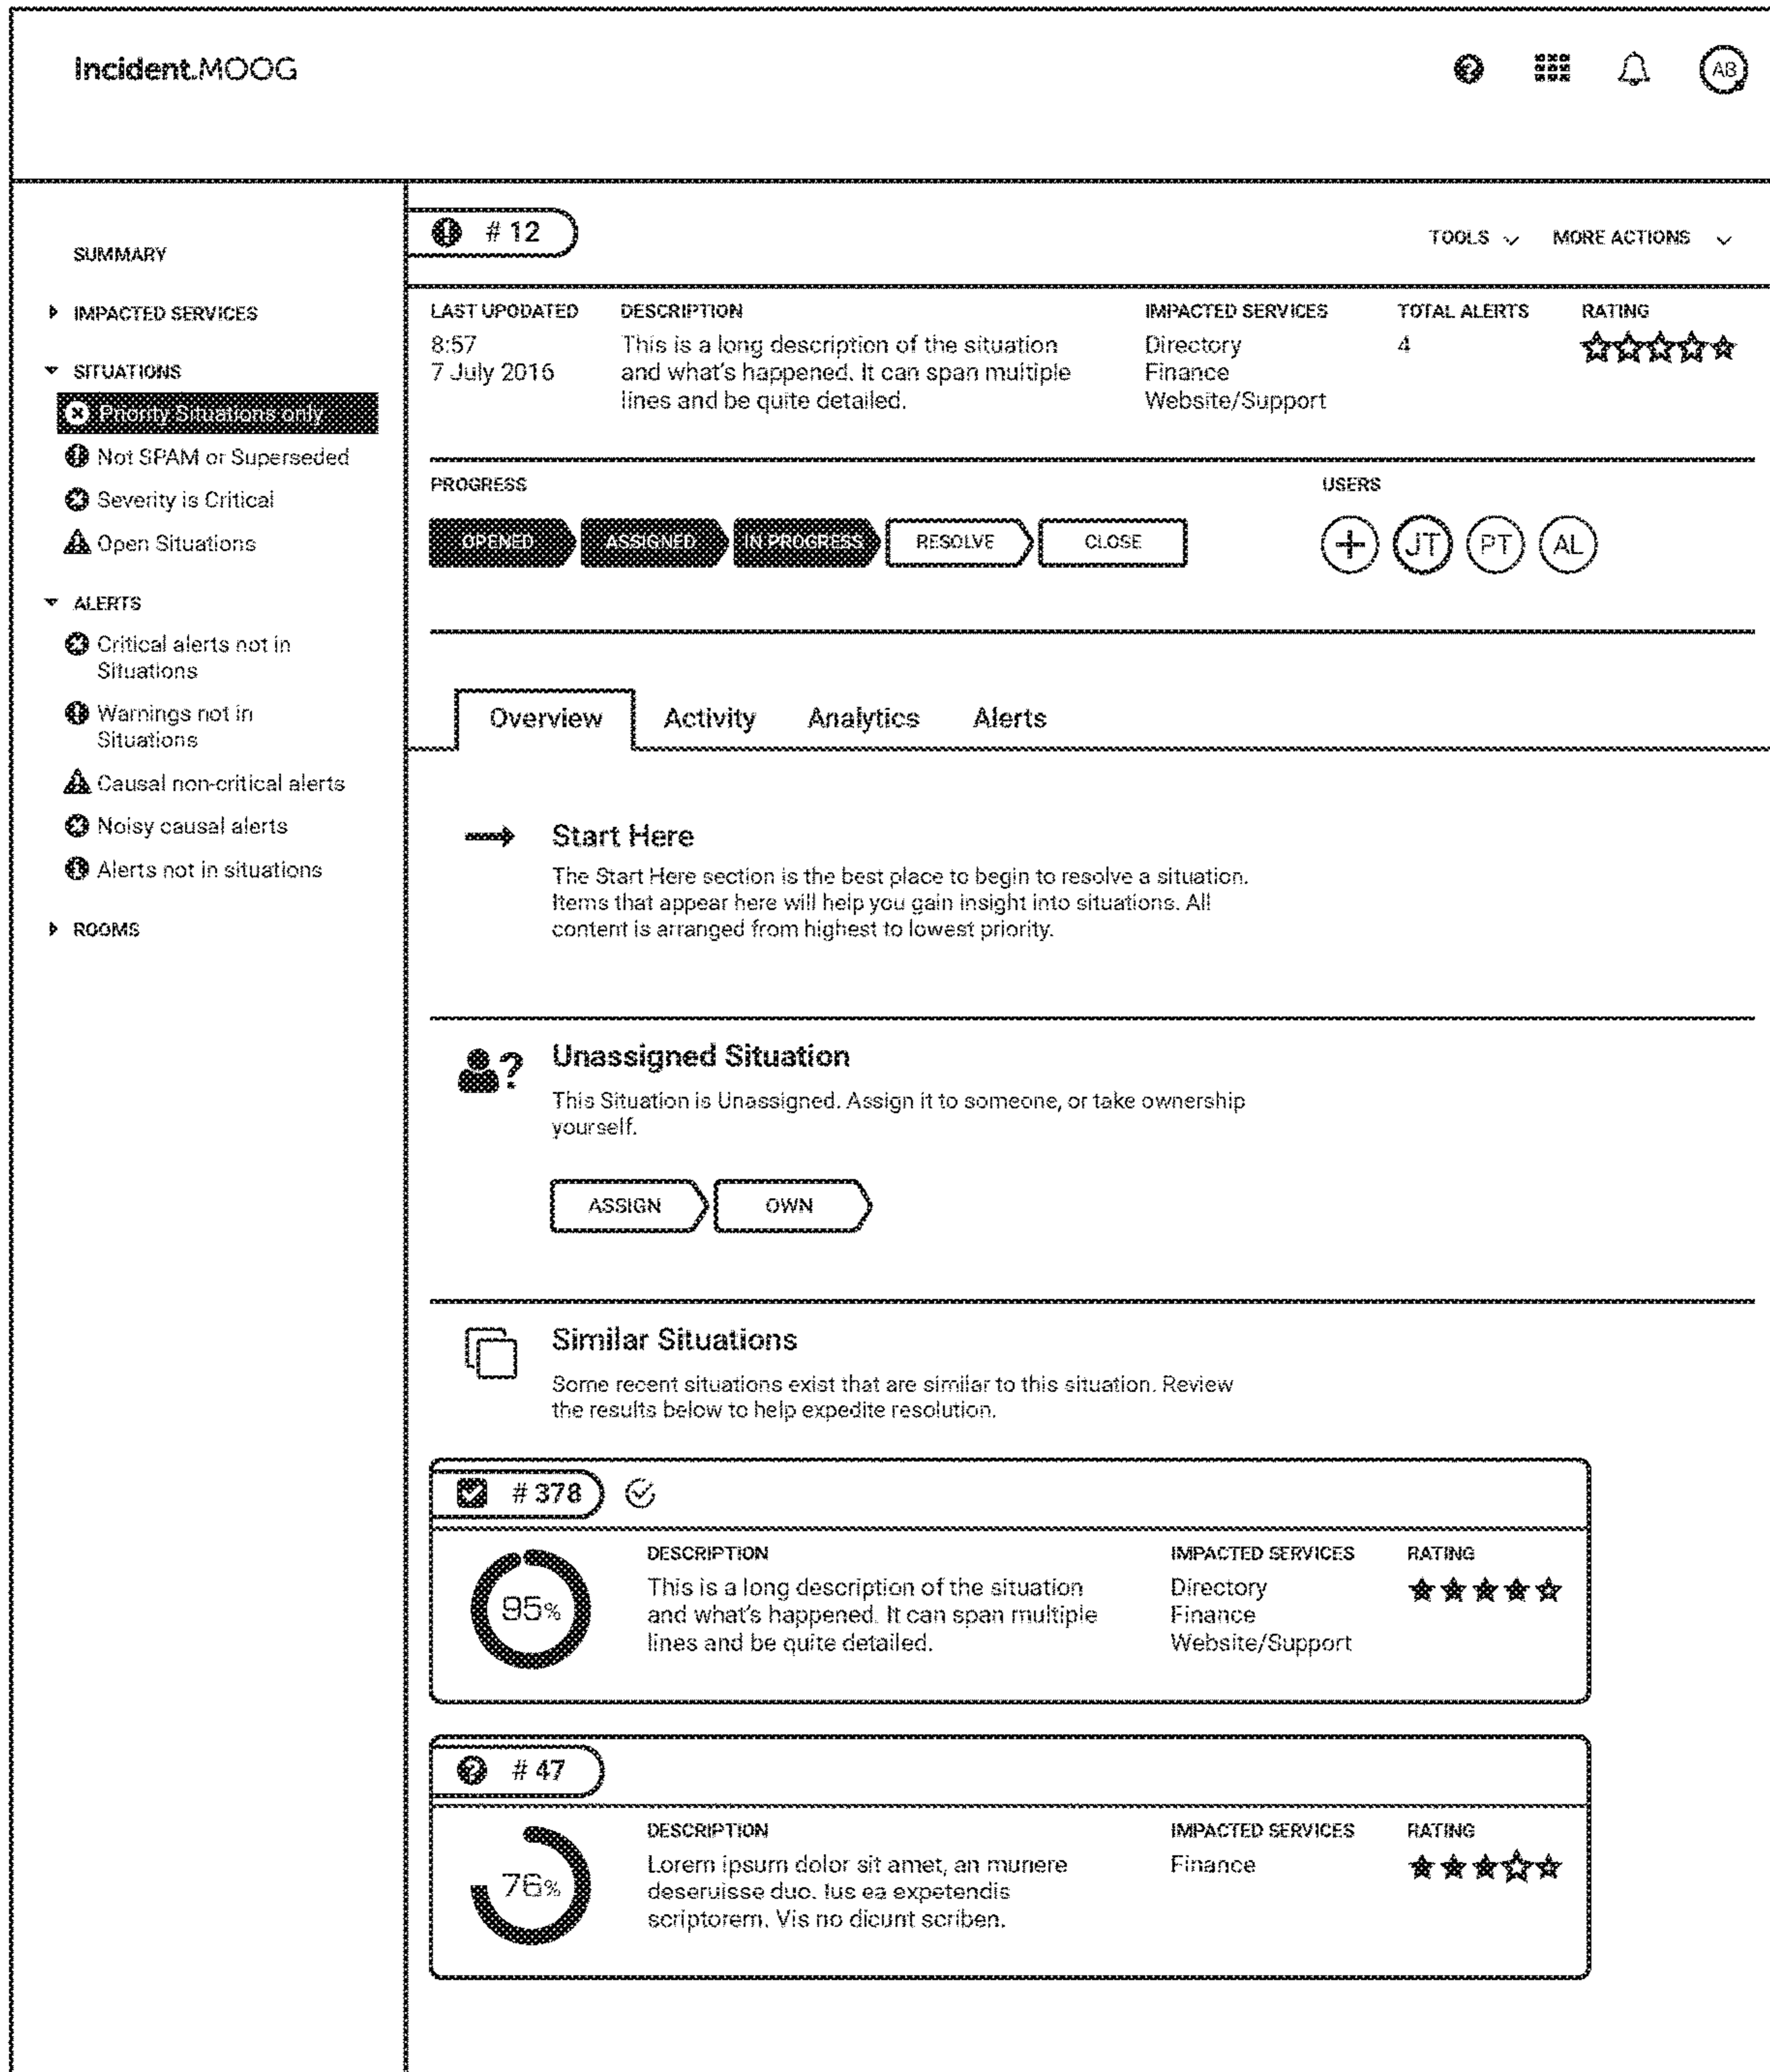 Incident.MOOG
AB
SUMMARY
IMPACTED SERVICES
SITUATIONS
Priority Situations only
Not SPAM or Superseded
Severity is Critical
Open Situations
ALERTS
Critical alerts not in
Situations
Warnings not in
Situations
Causal non-critical alerts
Noisy causal alerts
Alerts not in situations
ROOMS
# 12
TOOLS
MORE ACTIONS
LAST UPODATED
8:57
7 July 2016
DESCRIPTION
This is a long description of the situation
and what's happened. It can span multiple
lines and be quite detailed.
IMPACTED SERVICES
Directory
Finance
Website/Support
TOTAL ALERTS
4
RATING
PROGRESS
OPENED
ASSIGNED
IN PROGRESS
RESOLVE
CLOSE
USERS
+
JT
PT
AL
Overview
Activity
Analytics
Alerts
Start Here
The Start Here section is the best place to begin to resolve a situation.
Items that appear here will help you gain insight into situations. All
content is arranged from highest to lowest priority.
?
Unassigned Situation
This Situation is Unassigned. Assign it to someone, or take ownership
yourself.
ASSIGN
OWN
Similar Situations
Some recent situations exist that are similar to this situation. Review
the results below to help expedite resolution.
# 378
95%
DESCRIPTION
This is a long description of the situation
and what's happened. It can span multiple
lines and be quite detailed.
IMPACTED SERVICES
Directory
Finance
Website/Support
RATING
# 47
76%
DESCRIPTION
Lorem ipsum dolor sit amet, an munere
deseruisse duo. Ius ea expetendis
scriptorem. Vis no dicunt scriben.
IMPACTED SERVICES
Finance
RATING